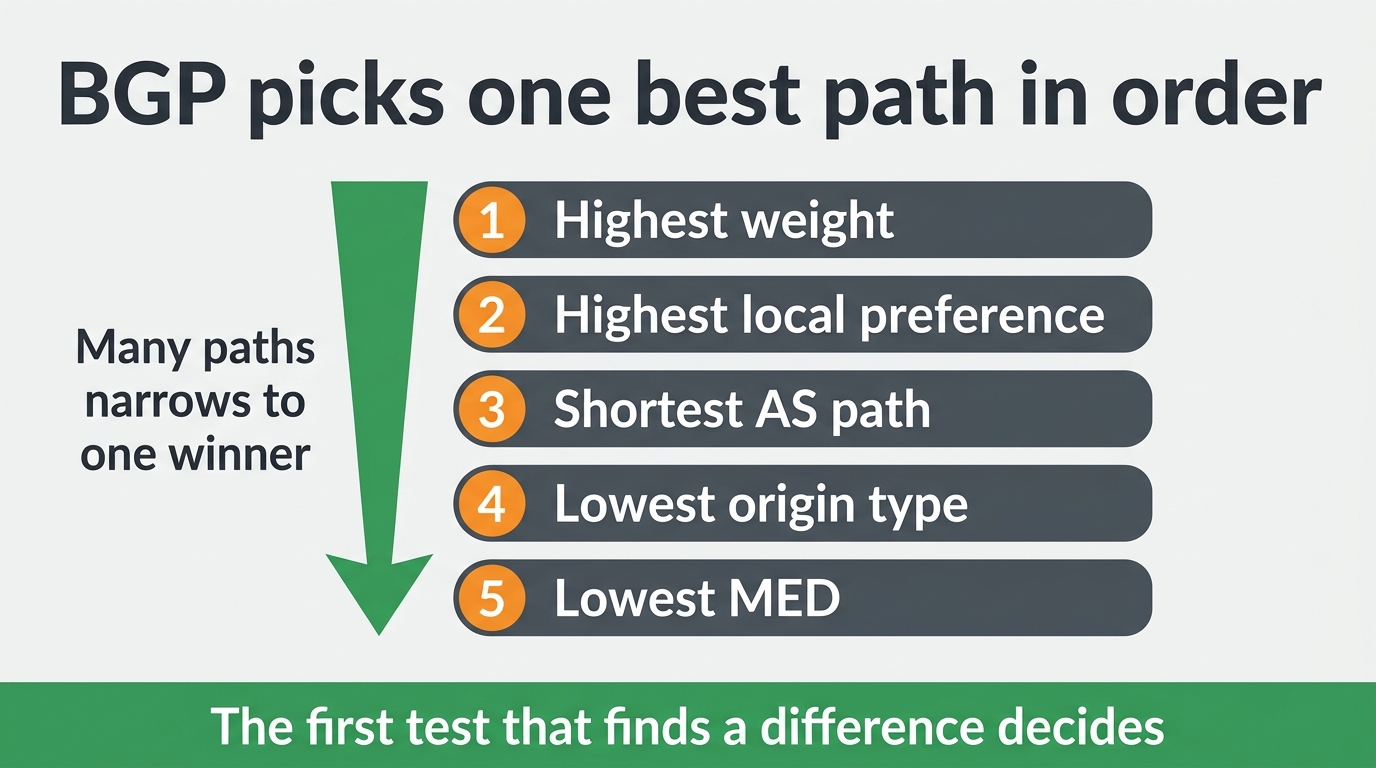 BGP picks one best path in order
Many paths
narrows to
one winner
1 Highest weight
2 Highest local preference
3 Shortest AS path
4 Lowest origin type
5 Lowest MED
The first test that finds a difference decides